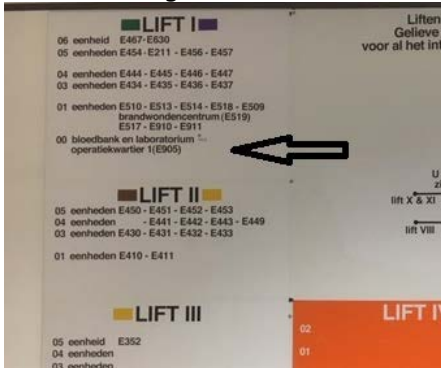 LIFT I
06 eenheid E467-E630
05 eenheden E454-E211 - E456 - E457
04 eenheden E444 - E445 - E446 - E447
03 eenheden E434 - E435 - E436 - E437
01 eenheden E510 - E513 - E514 - E518 - E509
brandwondencentrum (E519)
E517 - E910 - E911
00 bloedbank en laboratorium
operatiekwartier 1(E905)
LIFT II
05 eenheden E450 - E451 - E452 - E453
04 eenheden - E441 - E442 - E443 - E449
03 eenheden E430 - E431 - E432 - E433
01 eenheden E410 - E411
LIFT III
05 eenheid E352
04 eenheden
03 eenheden
Liften
Gelieve
voor al het int
U
zi
lift X & XI
lift VIII
LIFT IV
02
01